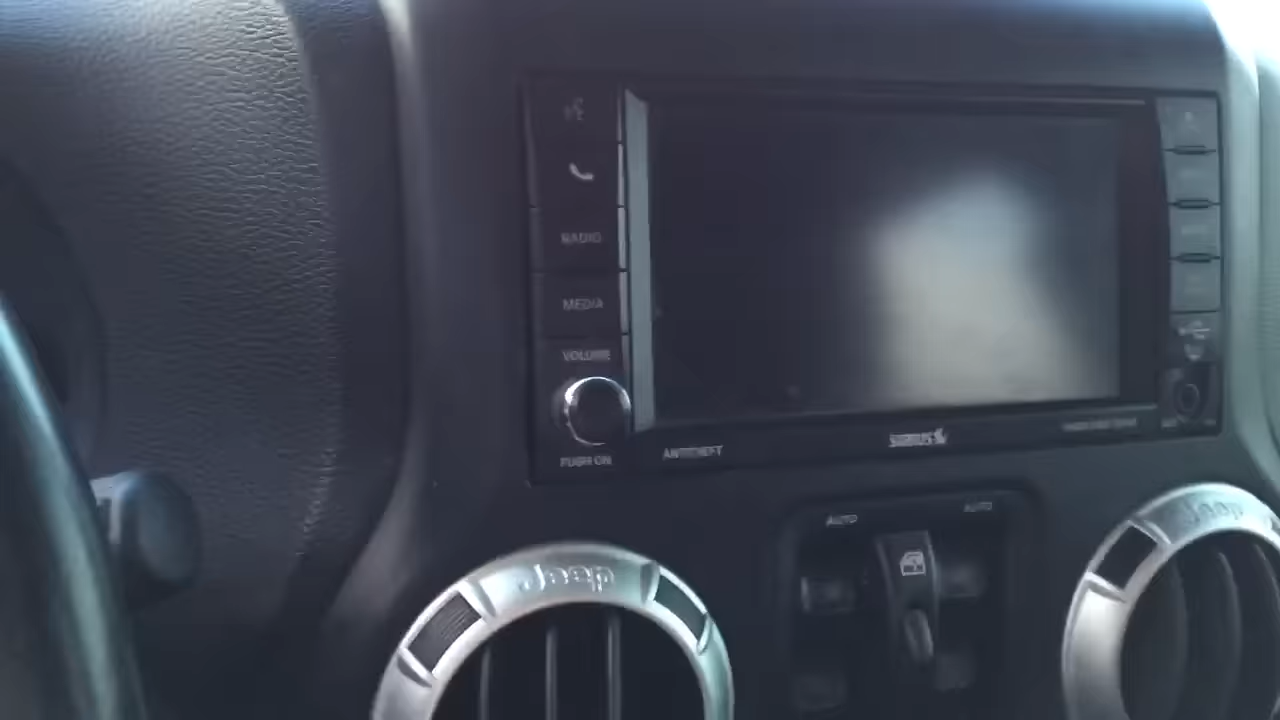 RADIO
MEDIA
VOLUME
PUSH ON
ANTITHEFT
SIRIUS
AUTO
AUTO
Jeep
Jeep